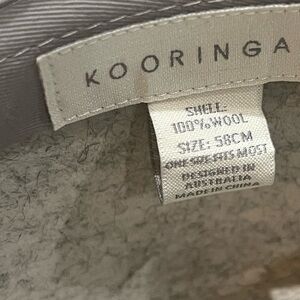 KOORINGA
SHELL:
100% WOOL
SIZE: 58CM
ONE SIZE FITS MOST
DESIGNED IN
AUSTRALIA
MADE IN CHINA